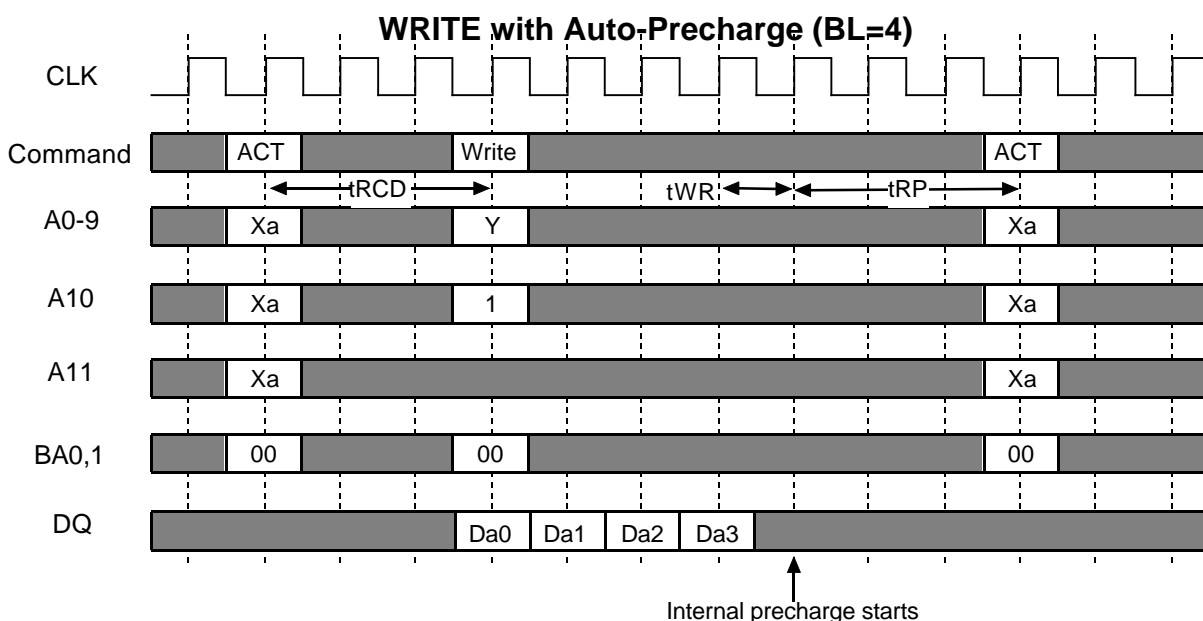 WRITE with Auto-Precharge (BL=4)
CLK
Command ACT Write ACT
tRCD tWR tRP
A0-9 Xa Y Xa
A10 Xa 1 Xa
A11 Xa Xa
BA0,1 00 00 00
DQ Da0 Da1 Da2 Da3
Internal precharge starts